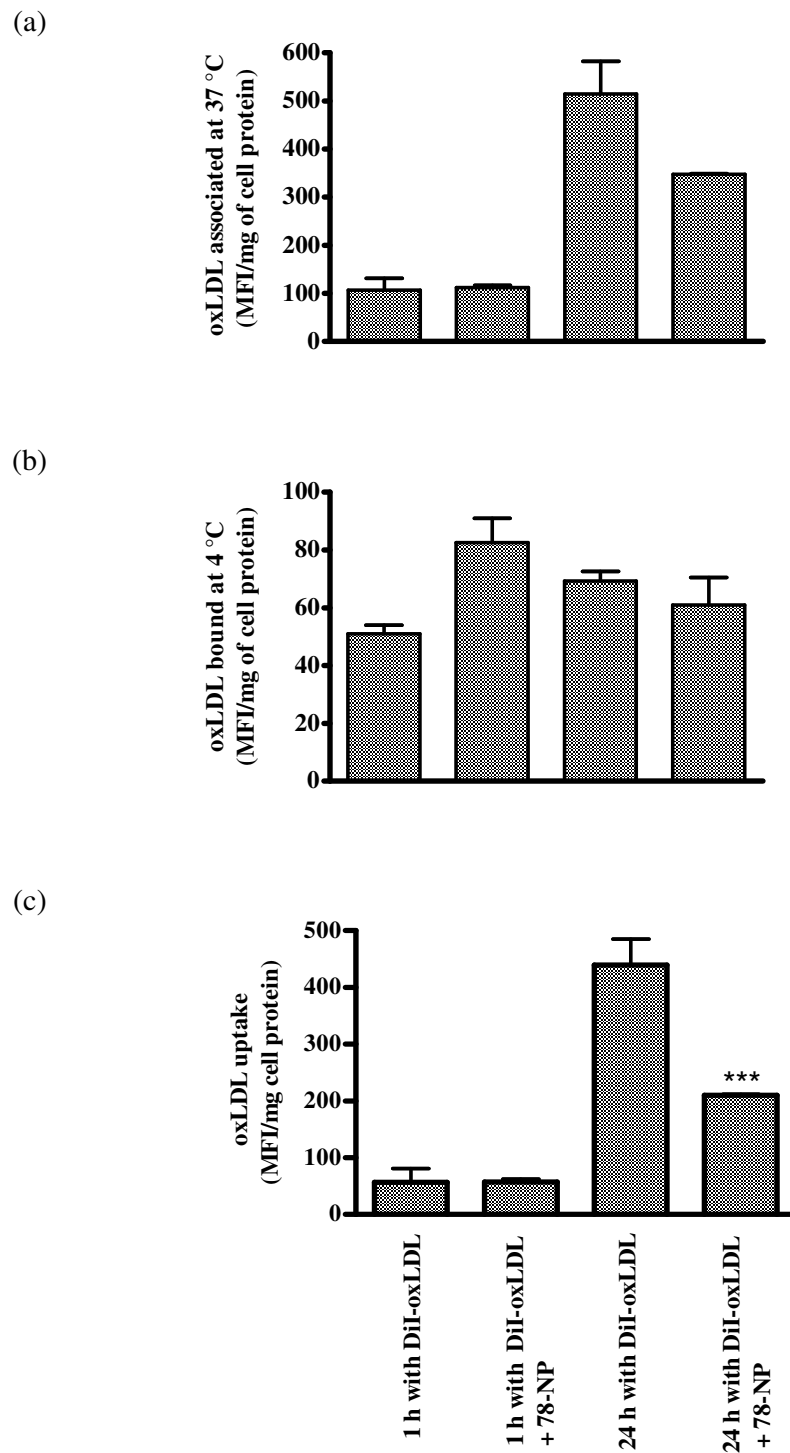 (a)
oxLDL associated at 37 °C
(MFI/mg of cell protein)
600
500
400
300
200
100
0
(b)
oxLDL bound at 4 °C
(MFI/mg of cell protein)
100
80
60
40
20
0
(c)
oxLDL uptake
(MFI/mg cell protein)
500
400
300
200
100
0
***
1 h with DiI-oxLDL
1 h with DiI-oxLDL
+ 78-NP
24 h with DiI-oxLDL
24 h with DiI-oxLDL
+ 78-NP